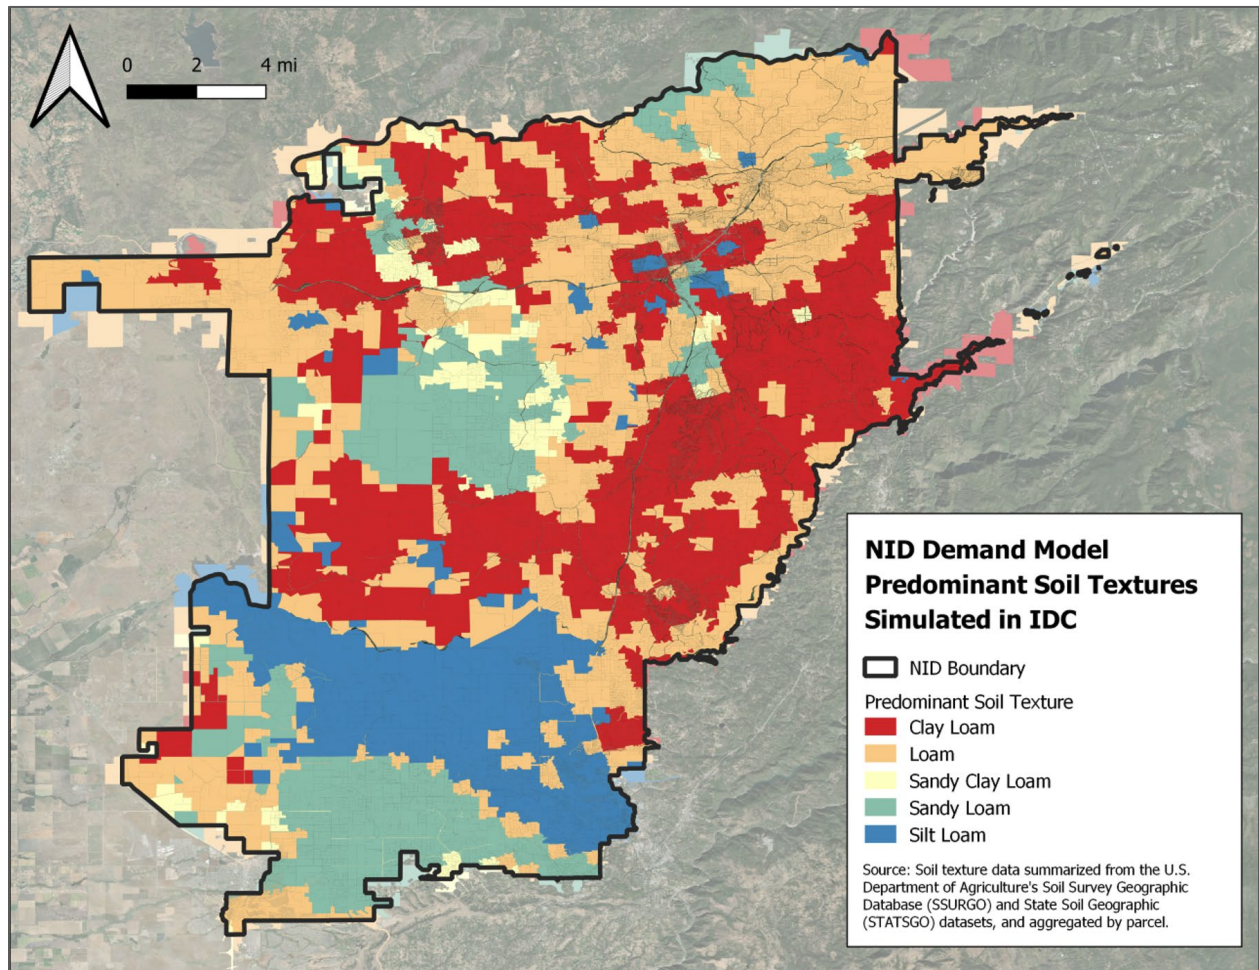 0 2 4 mi
NID Demand Model
Predominant Soil Textures
Simulated in IDC
NID Boundary
Predominant Soil Texture
Clay Loam
Loam
Sandy Clay Loam
Sandy Loam
Silt Loam
Source: Soil texture data summarized from the U.S.
Department of Agriculture's Soil Survey Geographic
Database (SSURGO) and State Soil Geographic
(STATSGO) datasets, and aggregated by parcel.